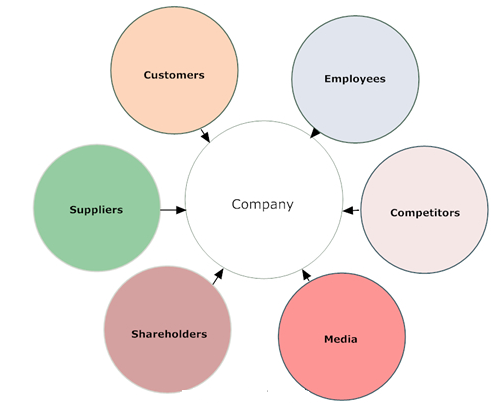 Customers
Employees
Suppliers
Company
Competitors
Shareholders
Media